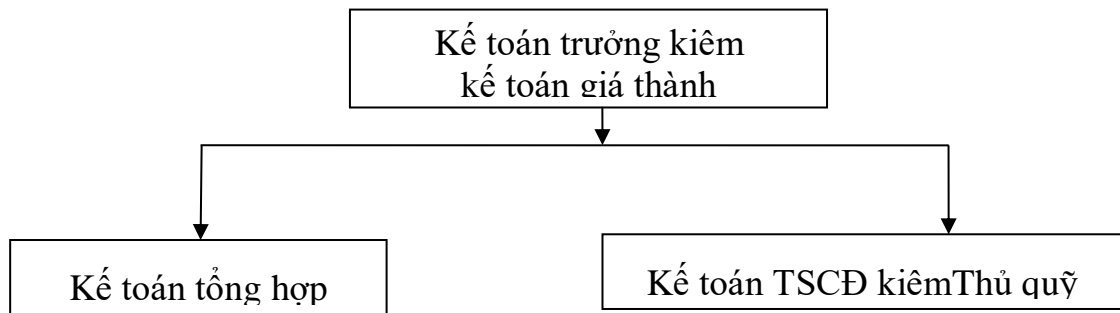 Kế toán trưởng kiêm
kế toán giá thành
Kế toán tổng hợp
Kế toán TSCĐ kiêmThủ quỹ